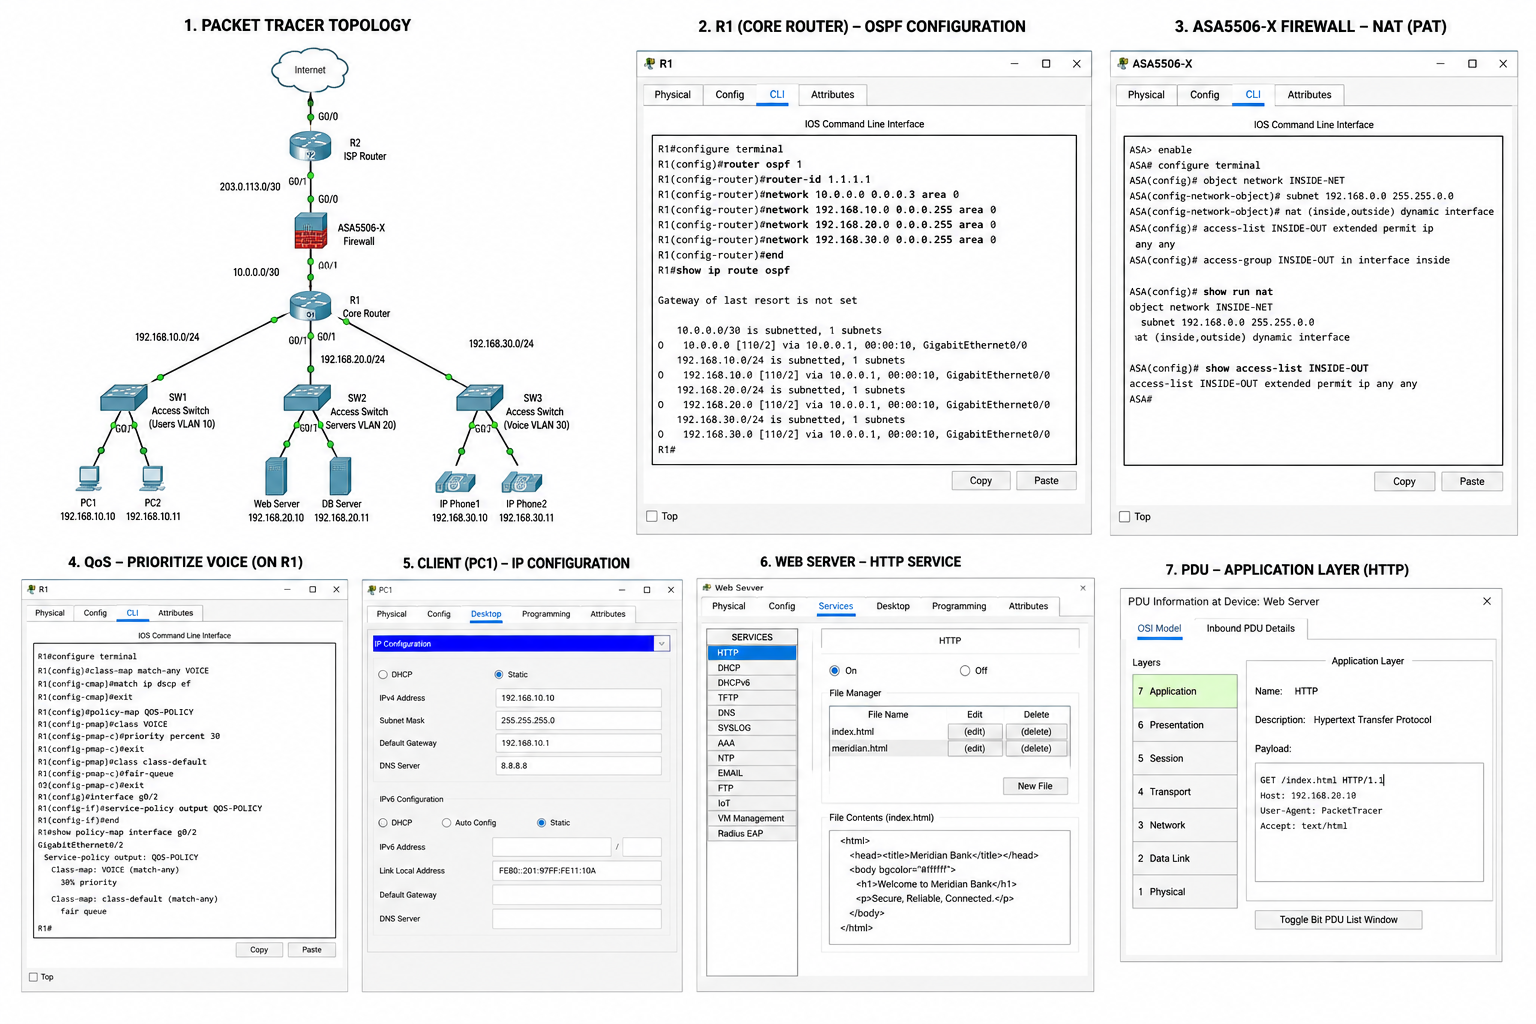 1. PACKET TRACER TOPOLOGY
Internet
G0/0
R2
ISP Router
203.0.113.0/30
G0/1
G0/0
ASA5506-X
Firewall
10.0.0.0/30
R1
Core Router
192.168.10.0/24
G0/1
G0/1
192.168.20.0/24
192.168.30.0/24
SW1
Access Switch
(Users VLAN 10)
SW2
Access Switch
Servers VLAN 20)
SW3
Access Switch
(Voice VLAN 30)
PC1
192.168.10.10
PC2
192.168.10.11
Web Server
192.168.20.10
DB Server
192.168.20.11
IP Phone1
192.168.30.10
IP Phone2
192.168.30.11
2. R1 (CORE ROUTER) – OSPF CONFIGURATION
R1
Physical Config CLI Attributes
IOS Command Line Interface
R1#configure terminal
R1(config)#router ospf 1
R1(config-router)#router-id 1.1.1.1
R1(config-router)#network 10.0.0.0 0.0.0.3 area 0
R1(config-router)#network 192.168.10.0 0.0.0.255 area 0
R1(config-router)#network 192.168.20.0 0.0.0.255 area 0
R1(config-router)#network 192.168.30.0 0.0.0.255 area 0
R1(config-router)#end
R1#show ip route ospf
Gateway of last resort is not set
10.0.0.0/30 is subnetted, 1 subnets
O 10.0.0.0 [110/2] via 10.0.0.1, 00:00:10, GigabitEthernet0/0
192.168.10.0/24 is subnetted, 1 subnets
O 192.168.10.0 [110/2] via 10.0.0.1, 00:00:10, GigabitEthernet0/0
192.168.20.0/24 is subnetted, 1 subnets
O 192.168.20.0 [110/2] via 10.0.0.1, 00:00:10, GigabitEthernet0/0
192.168.30.0/24 is subnetted, 1 subnets
O 192.168.30.0 [110/2] via 10.0.0.1, 00:00:10, GigabitEthernet0/0
R1#
Copy Paste
Top
3. ASA5506-X FIREWALL – NAT (PAT)
ASA5506-X
Physical Config CLI Attributes
IOS Command Line Interface
ASA> enable
ASA# configure terminal
ASA(config)# object network INSIDE-NET
ASA(config-network-object)# subnet 192.168.0.0 255.255.0.0
ASA(config-network-object)# nat (inside,outside) dynamic interface
ASA(config)# access-list INSIDE-OUT extended permit ip
any any
ASA(config)# access-group INSIDE-OUT in interface inside
ASA(config)# show run nat
object network INSIDE-NET
subnet 192.168.0.0 255.255.0.0
nat (inside,outside) dynamic interface
ASA(config)# show access-list INSIDE-OUT
access-list INSIDE-OUT extended permit ip any any
ASA#
Copy Paste
Top
4. QoS – PRIORITIZE VOICE (ON R1)
R1
Physical Config CLI Attributes
IOS Command Line Interface
R1#configure terminal
R1(config)#class-map match-any VOICE
R1(config-cmap)#match ip dscp ef
R1(config-cmap)#exit
R1(config)#policy-map QOS-POLICY
R1(config-pmap)#class VOICE
R1(config-pmap-c)#priority percent 30
R1(config-pmap-c)#exit
R1(config-pmap)#class class-default
R1(config-pmap-c)#fair-queue
(config-pmap-c)#exit
R1(config)#interface g0/2
R1(config-if)#service-policy output QOS-POLICY
R1(config-if)#end
R1#show policy-map interface g0/2
GigabitEthernet0/2
Service-policy output: QOS-POLICY
Class-map: VOICE (match-any)
30% priority
Class-map: class-default (match-any)
fair queue
R1#
Copy Paste
Top
5. CLIENT (PC1) – IP CONFIGURATION
PC1
Physical Config Desktop Programming Attributes
IP Configuration
DHCP Static
IPv4 Address 192.168.10.10
Subnet Mask 255.255.255.0
Default Gateway 192.168.10.1
DNS Server 8.8.8.8
IPv6 Configuration
DHCP Auto Config Static
IPv6 Address /
Link Local Address FE80::201:97FF:FE11:10A
Default Gateway
DNS Server
6. WEB SERVER – HTTP SERVICE
Web Server
Physical Config Services Desktop Programming Attributes
SERVICES
HTTP
DHCP
DHCPv6
TFTP
DNS
SYSLOG
AAA
NTP
EMAIL
FTP
IoT
VM Management
Radius EAP
HTTP
On Off
File Manager
File Name Edit Delete
index.html (edit) (delete)
meridian.html (edit) (delete)
New File
File Contents (index.html)
<html>
<head><title>Meridian Bank</title></head>
<body bgcolor="#ffffff">
<h1>Welcome to Meridian Bank</h1>
<p>Secure, Reliable, Connected.</p>
</body>
</html>
7. PDU – APPLICATION LAYER (HTTP)
PDU Information at Device: Web Server
OSI Model Inbound PDU Details
Layers
7 Application
6 Presentation
5 Session
4 Transport
3 Network
2 Data Link
1 Physical
Application Layer
Name: HTTP
Description: Hypertext Transfer Protocol
Payload:
GET /index.html HTTP/1.1
Host: 192.168.20.10
User-Agent: PacketTracer
Accept: text/html
Toggle Bit PDU List Window